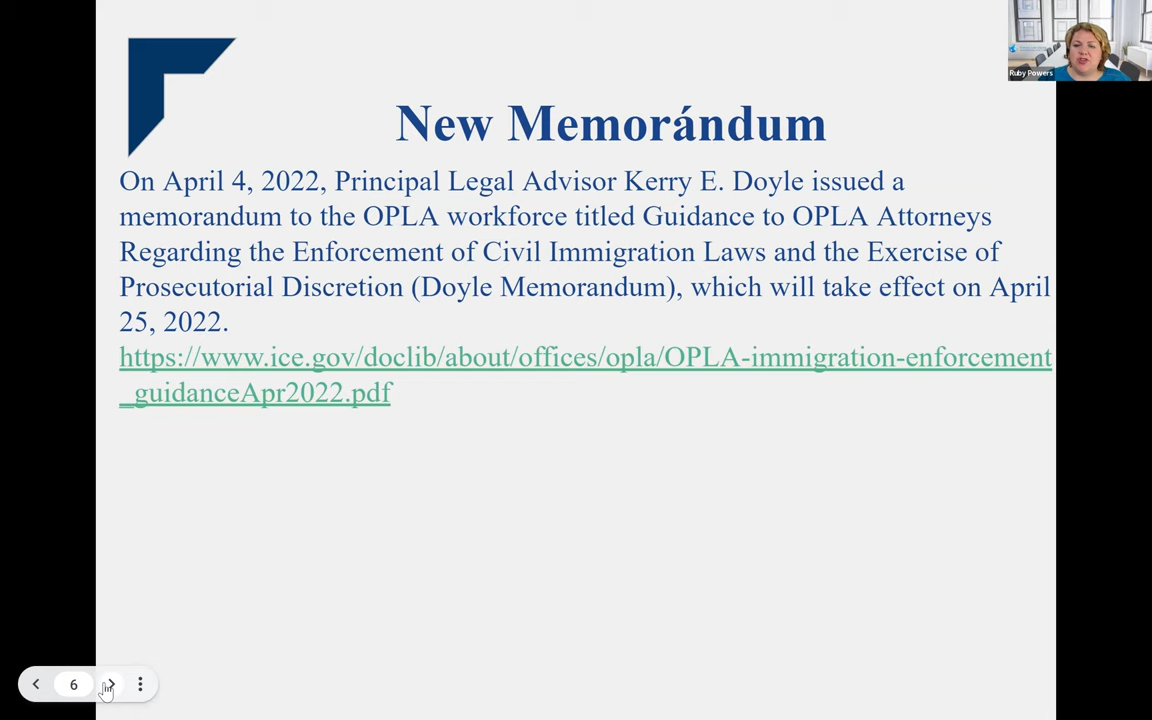 New Memorándum
On April 4, 2022, Principal Legal Advisor Kerry E. Doyle issued a
memorandum to the OPLA workforce titled Guidance to OPLA Attorneys
Regarding the Enforcement of Civil Immigration Laws and the Exercise of
Prosecutorial Discretion (Doyle Memorandum), which will take effect on April
25, 2022.
https://www.ice.gov/doclib/about/offices/opla/OPLA-immigration-enforcement
_guidanceApr2022.pdf
Ruby Powers
6